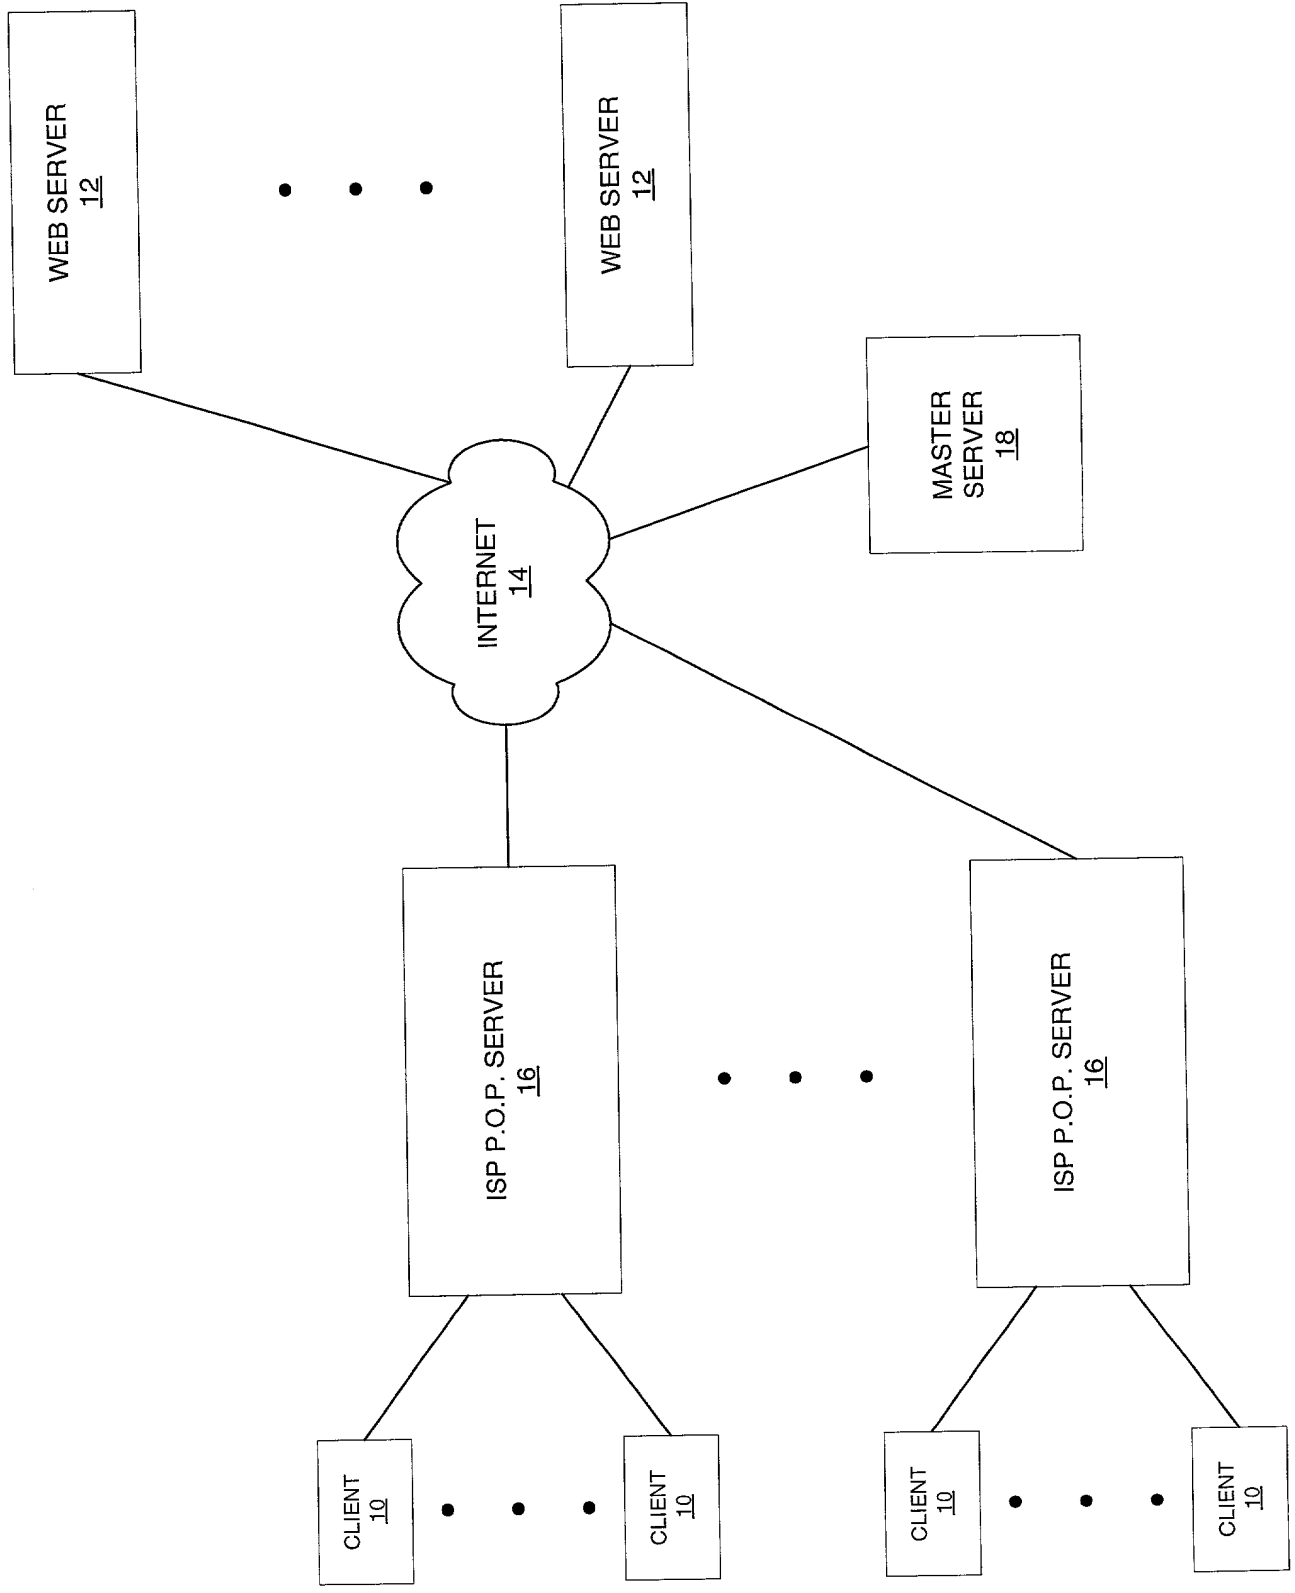 WEB SERVER
12
WEB SERVER
12
INTERNET
14
MASTER
SERVER
18
ISP P.O.P. SERVER
16
ISP P.O.P. SERVER
16
CLIENT
10
CLIENT
10
CLIENT
10
CLIENT
10